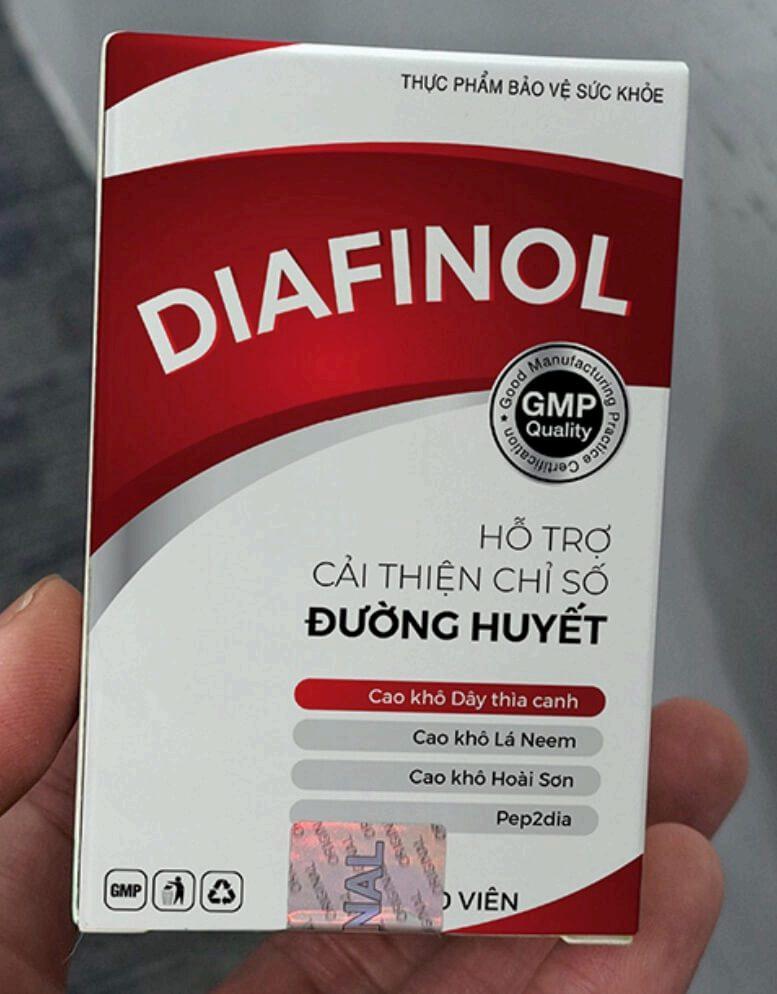 THỰC PHẨM BẢO VỆ SỨC KHỎE
DIAFINOL
Good Manufacturing Practice Certification
GMP
Quality
HỖ TRỢ
CẢI THIỆN CHỈ SỐ
ĐƯỜNG HUYẾT
Cao khô Dây thìa canh
Cao khô Lá Neem
Cao khô Hoài Sơn
Pep2dia
GMP
VIÊN
ORIGINAL